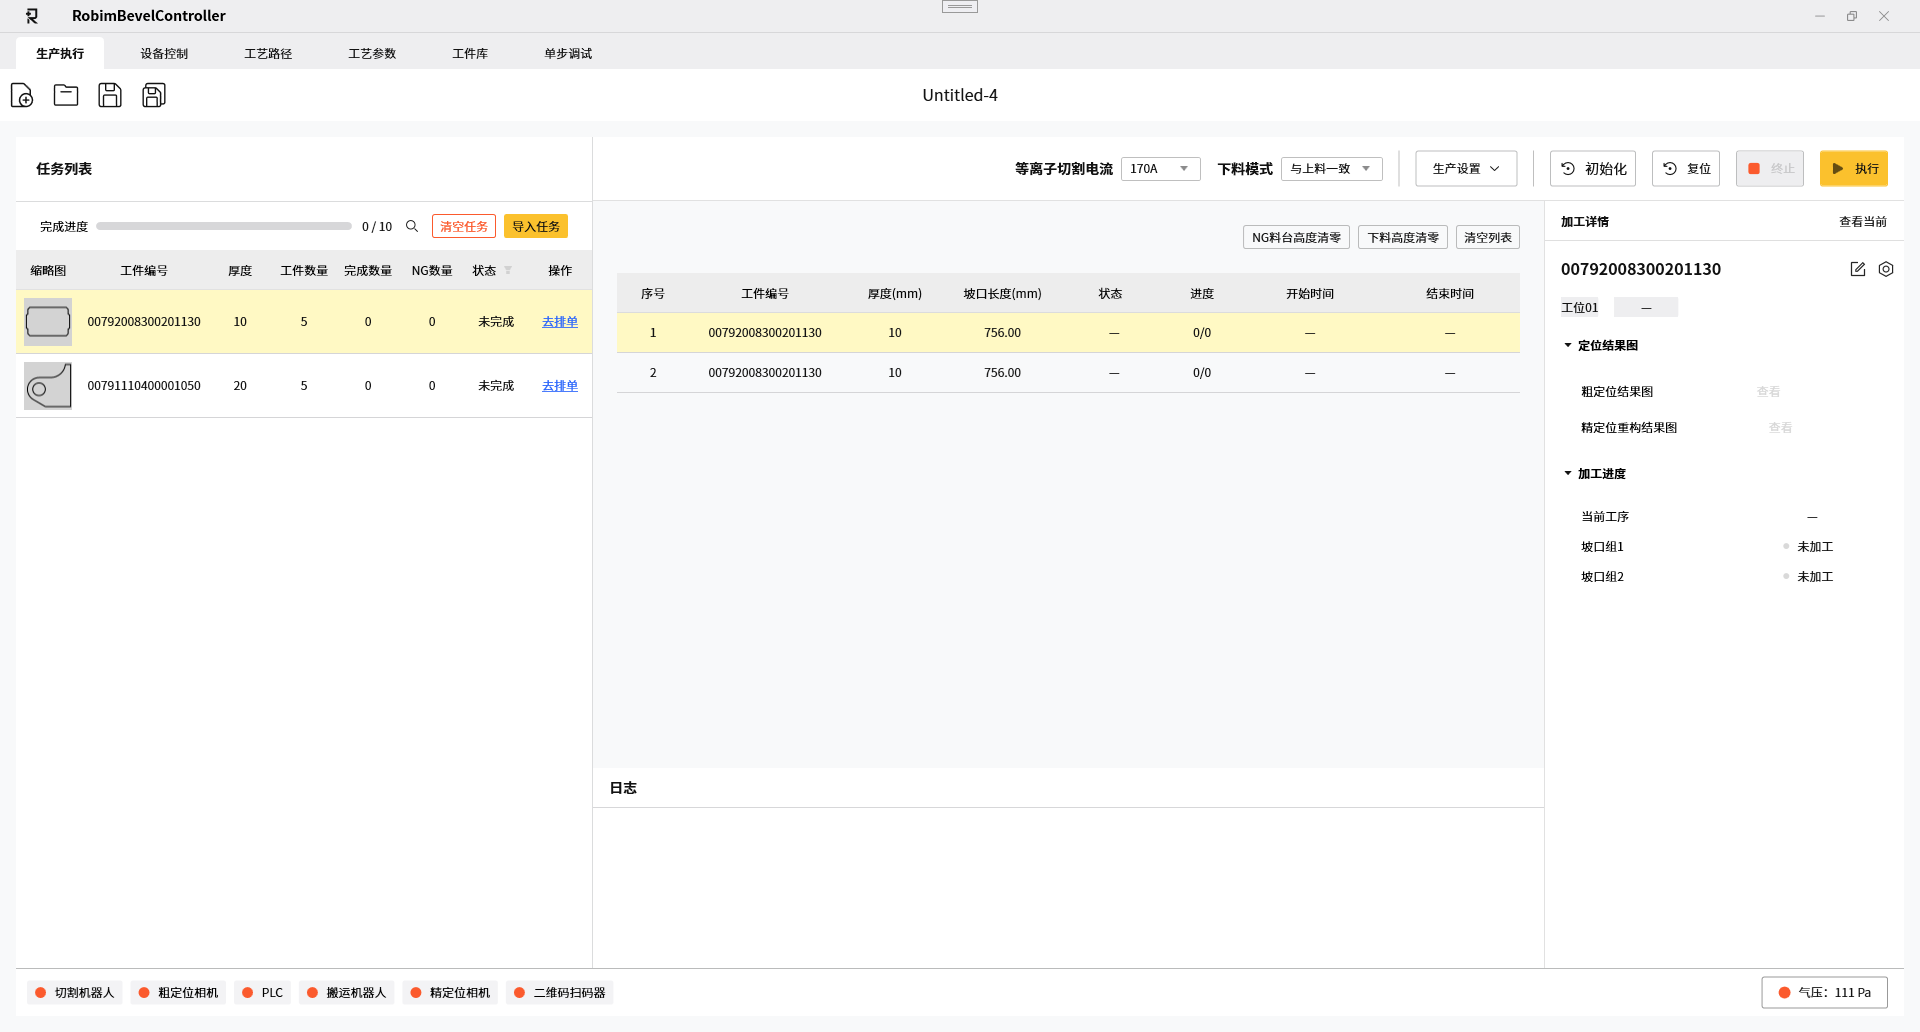 RobimBevelController
生产执行 设备控制 工艺路径 工艺参数 工件库 单步调试
Untitled-4
任务列表
等离子切割电流 170A 下料模式 与上料一致 生产设置 初始化 复位 终止 执行
完成进度 0 / 10 清空任务 导入任务
缩略图 工件编号 厚度 工件数量 完成数量 NG数量 状态 操作
00792008300201130 10 5 0 0 未完成 去排单
00791110400001050 20 5 0 0 未完成 去排单
NG料台高度清零 下料高度清零 清空列表
序号 工件编号 厚度(mm) 坡口长度(mm) 状态 进度 开始时间 结束时间
1 00792008300201130 10 756.00 — 0/0 — —
2 00792008300201130 10 756.00 — 0/0 — —
日志
加工详情 查看当前
00792008300201130
工位01 —
定位结果图
粗定位结果图 查看
精定位重构结果图 查看
加工进度
当前工序 —
坡口组1 未加工
坡口组2 未加工
切割机器人 粗定位相机 PLC 搬运机器人 精定位相机 二维码扫码器 气压：111 Pa